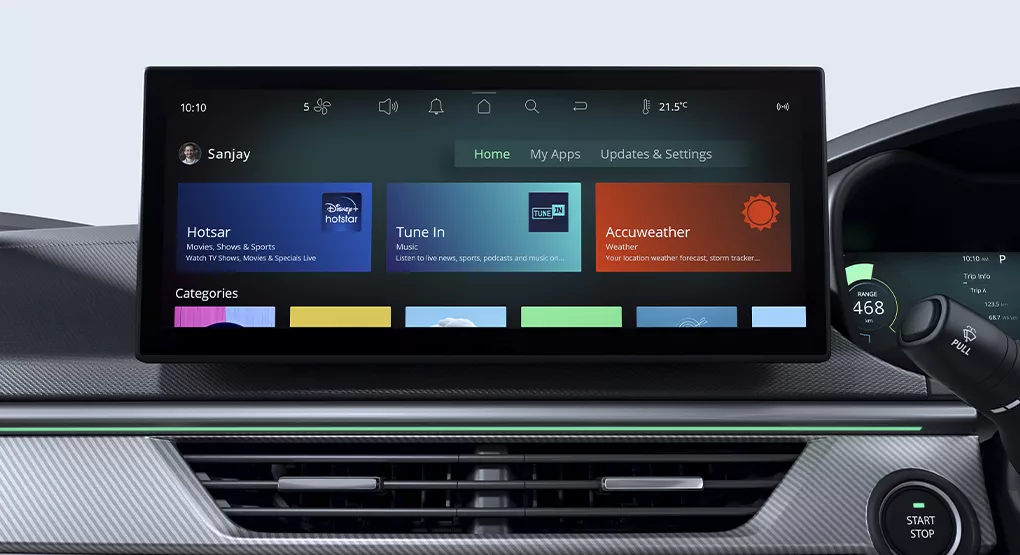 10:10
5
21.5°C
Sanjay
Home My Apps Updates & Settings
Disney+
hotstar
Hotsar
Movies, Shows & Sports
Watch TV Shows, Movies & Specials Live
TUNE IN
Tune In
Music
Listen to live news, sports, podcasts and music on...
Accuweather
Weather
Your location weather forecast, storm tracker...
Categories
10:10 AM P
Trip Info
Trip A
123.5
68.7
RANGE
468
km
PULL
START
STOP